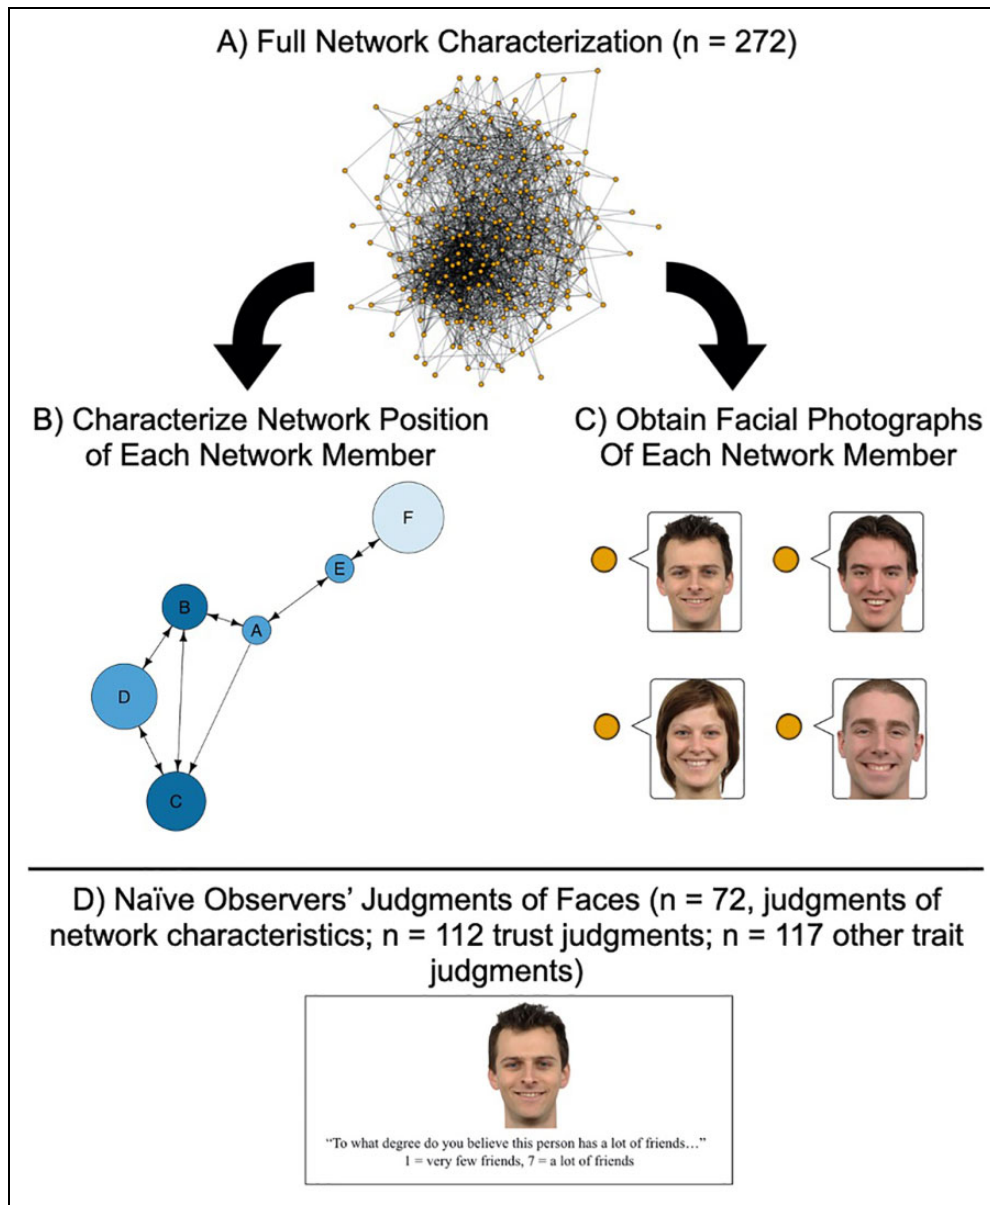 A) Full Network Characterization (n = 272)
B) Characterize Network Position
of Each Network Member
C) Obtain Facial Photographs
Of Each Network Member
F
E
B
A
D
C
D) Naïve Observers’ Judgments of Faces (n = 72, judgments of
network characteristics; n = 112 trust judgments; n = 117 other trait
judgments)
“To what degree do you believe this person has a lot of friends...”
1 = very few friends, 7 = a lot of friends